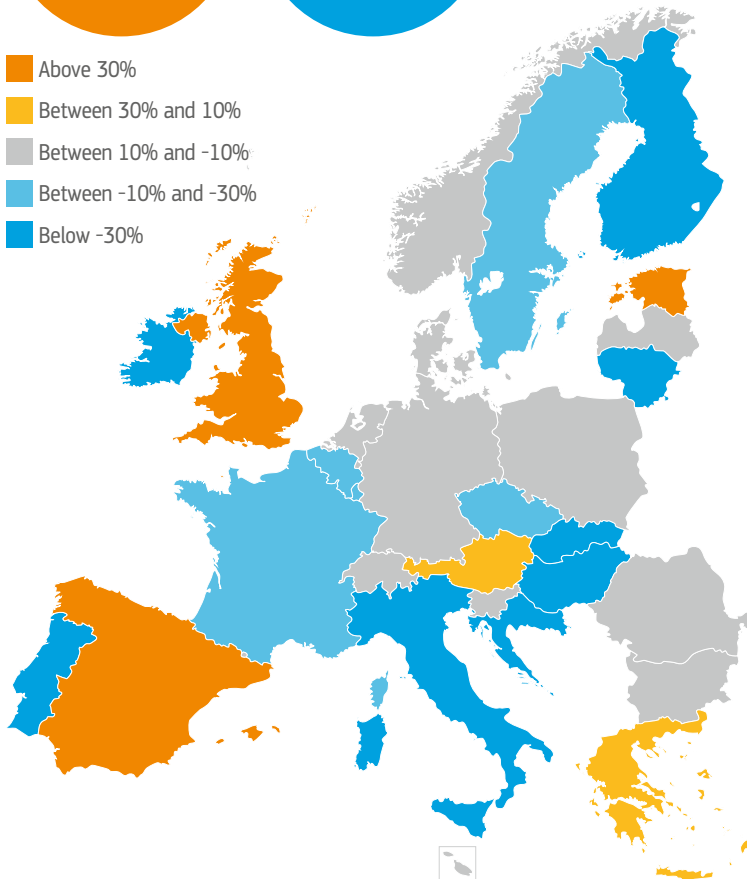 Above 30%
Between 30% and 10%
Between 10% and -10%
Between -10% and -30%
Below -30%